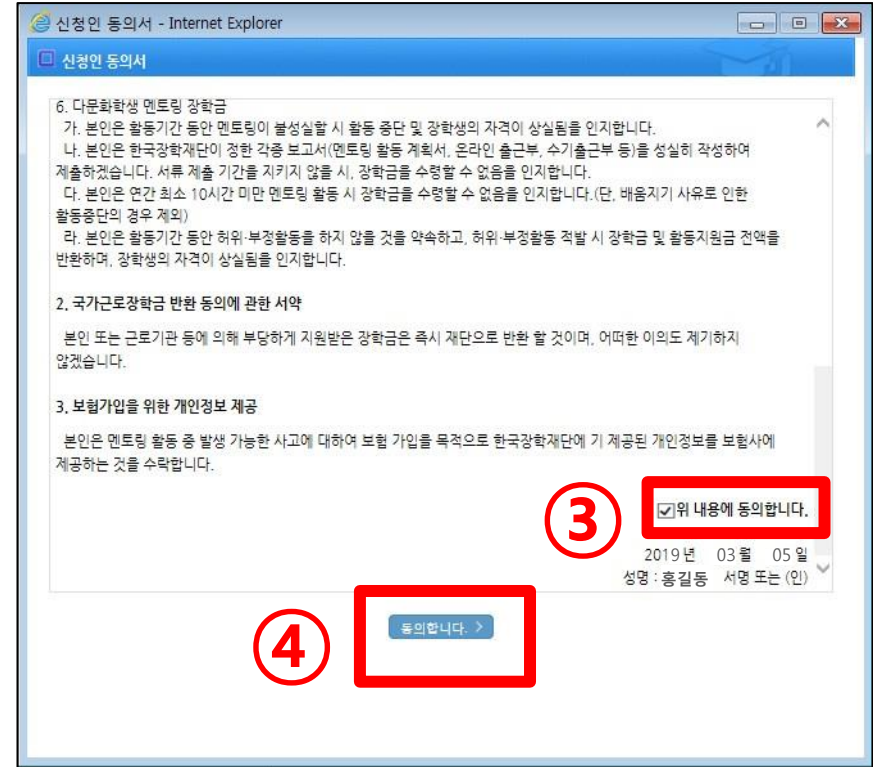 신청인 동의서 - Internet Explorer
신청인 동의서
6. 다문화학생 멘토링 장학금
가. 본인은 활동기간 동안 멘토링이 불성실할 시 활동 중단 및 장학생의 자격이 상실됨을 인지합니다.
나. 본인은 한국장학재단이 정한 각종 보고서(멘토링 활동 계획서, 온라인 출근부, 수기출근부 등)를 성실히 작성하여
제출하겠습니다. 서류 제출 기간을 지키지 않을 시, 장학금을 수령할 수 없음을 인지합니다.
다. 본인은 연간 최소 10시간 미만 멘토링 활동 시 장학금을 수령할 수 없음을 인지합니다.(단, 배움지기 사유로 인한
활동중단의 경우 제외)
라. 본인은 활동기간 동안 허위·부정활동을 하지 않을 것을 약속하고, 허위·부정활동 적발 시 장학금 및 활동지원금 전액을
반환하며, 장학생의 자격이 상실됨을 인지합니다.
2. 국가근로장학금 반환 동의에 관한 서약
본인 또는 근로기관 등에 의해 부당하게 지원받은 장학금은 즉시 재단으로 반환 할 것이며, 어떠한 이의도 제기하지
않겠습니다.
3. 보험가입을 위한 개인정보 제공
본인은 멘토링 활동 중 발생 가능한 사고에 대하여 보험 가입을 목적으로 한국장학재단에 기 제공된 개인정보를 보험사에
제공하는 것을 수락합니다.
③ 위 내용에 동의합니다.
2019 년 03 월 05 일
성명 : 홍길동 서명 또는 (인)
④ 동의합니다. >